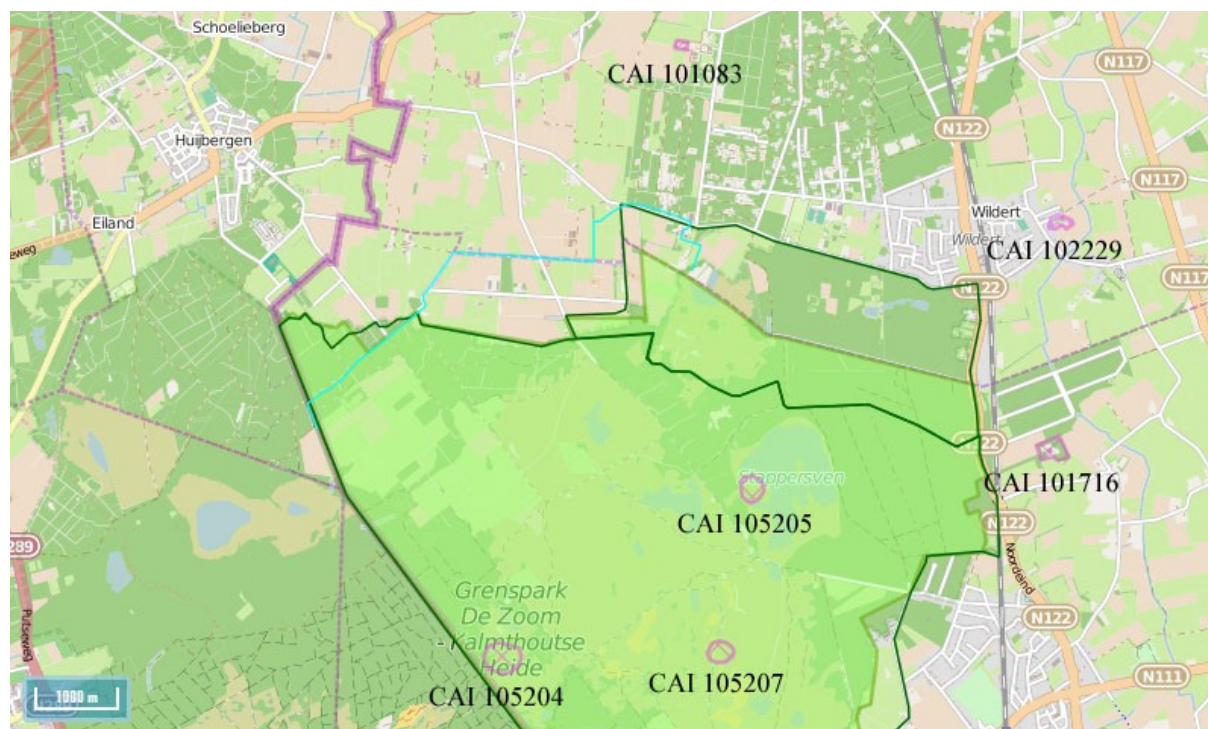 Schoelieberg
CAI 101083
N117
N122
Huijbergen
N117
Eiland
Wildert
Wildert
CAI 102229
N117
N122
CAI 101716
N122
Stappersven
CAI 105205
N122
289
Noordeind
Grenspark
De Zoom
- Kalmthoutse
Heide
Putseweg
N122
CAI 105204
CAI 105207
N111
1000 m